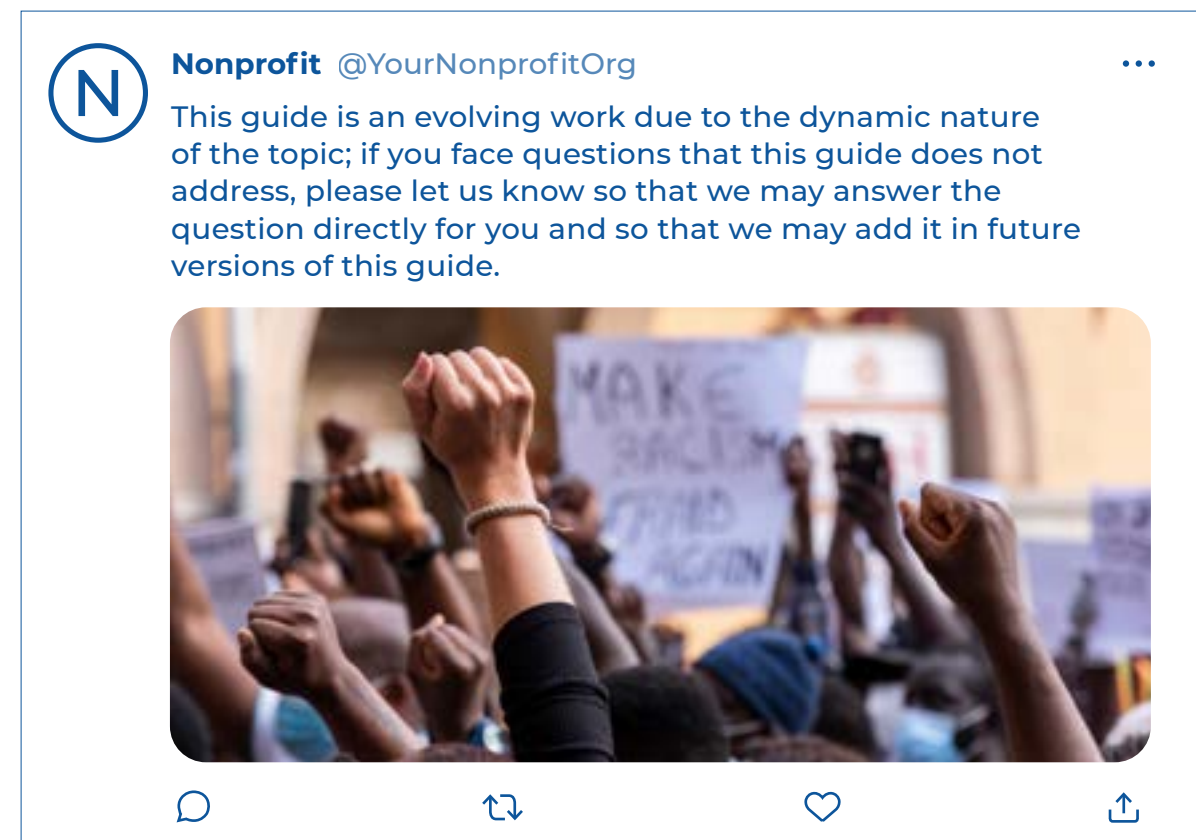 N
Nonprofit @YourNonprofitOrg
This guide is an evolving work due to the dynamic nature
of the topic; if you face questions that this guide does not
address, please let us know so that we may answer the
question directly for you and so that we may add it in future
versions of this guide.
MAKE
RACISM
AGAIN